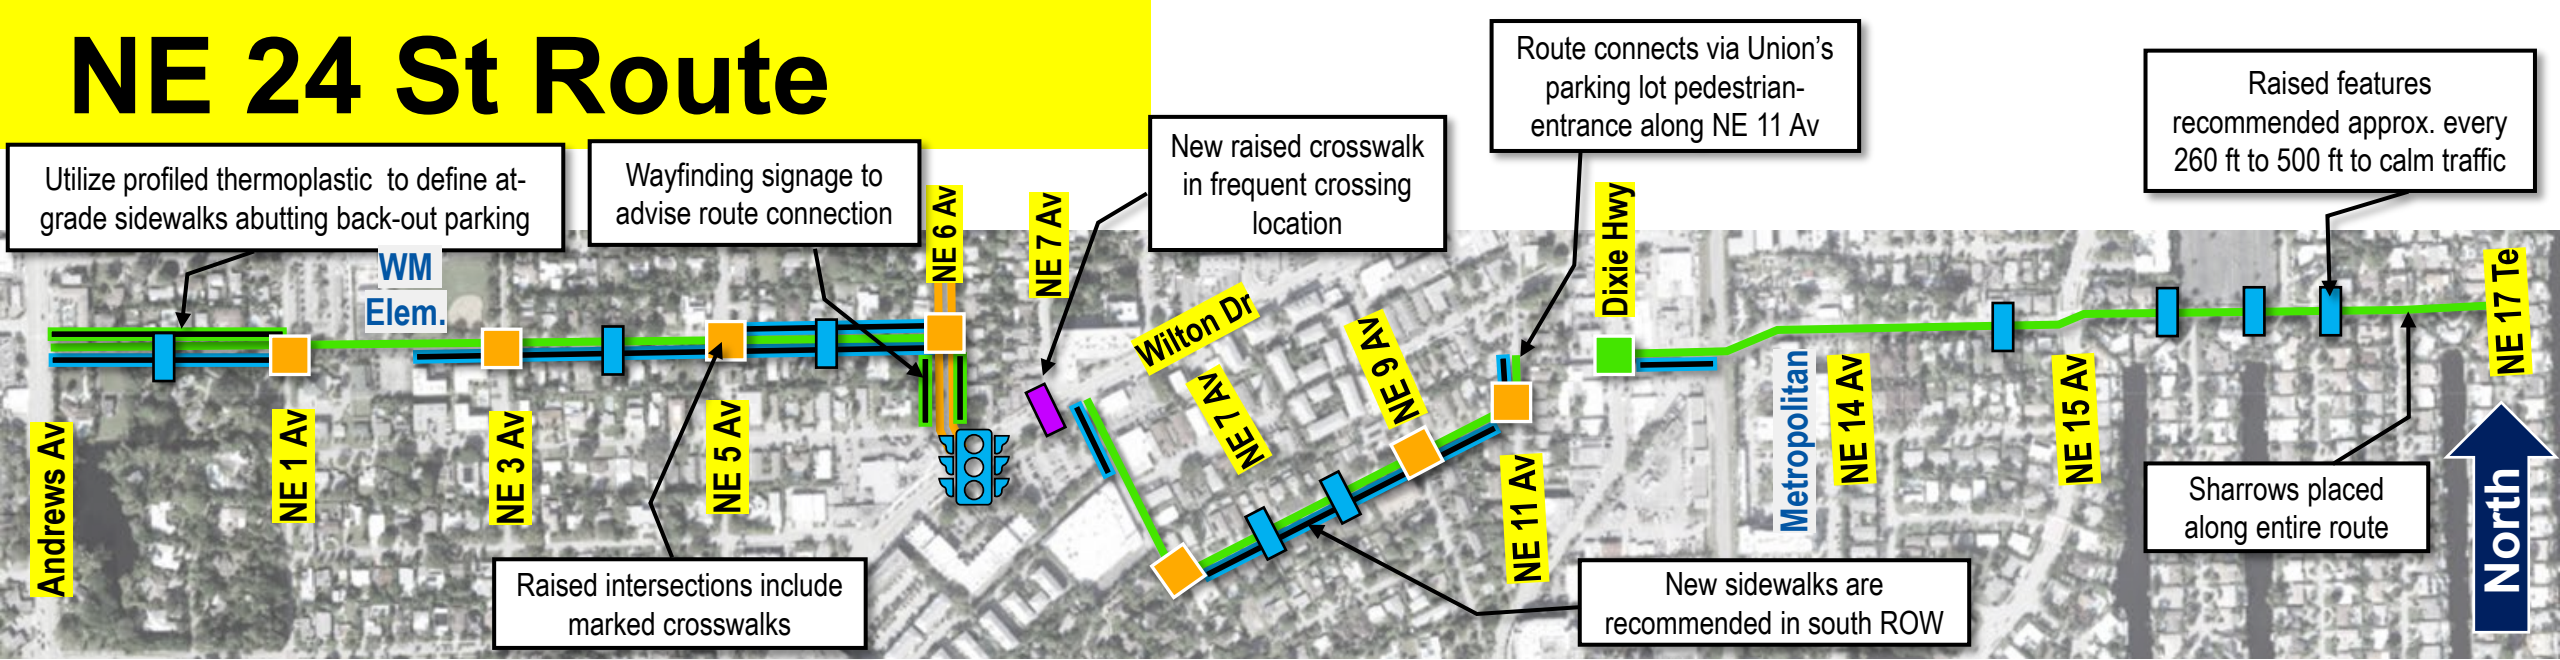 NE 24 St Route
Utilize profiled thermoplastic to define at-
grade sidewalks abutting back-out parking
Wayfinding signage to
advise route connection
New raised crosswalk
in frequent crossing
location
Route connects via Union's
parking lot pedestrian-
entrance along NE 11 Av
Raised features
recommended approx. every
260 ft to 500 ft to calm traffic
WM
Elem.
NE 6 Av
NE 7 Av
Wilton Dr
NE 7 Av
NE 9 Av
Dixie Hwy
NE 17 Te
Andrews Av
NE 1 Av
NE 3 Av
NE 5 Av
NE 11 Av
Metropolitan
NE 14 Av
NE 15 Av
Raised intersections include
marked crosswalks
New sidewalks are
recommended in south ROW
Sharrows placed
along entire route
North